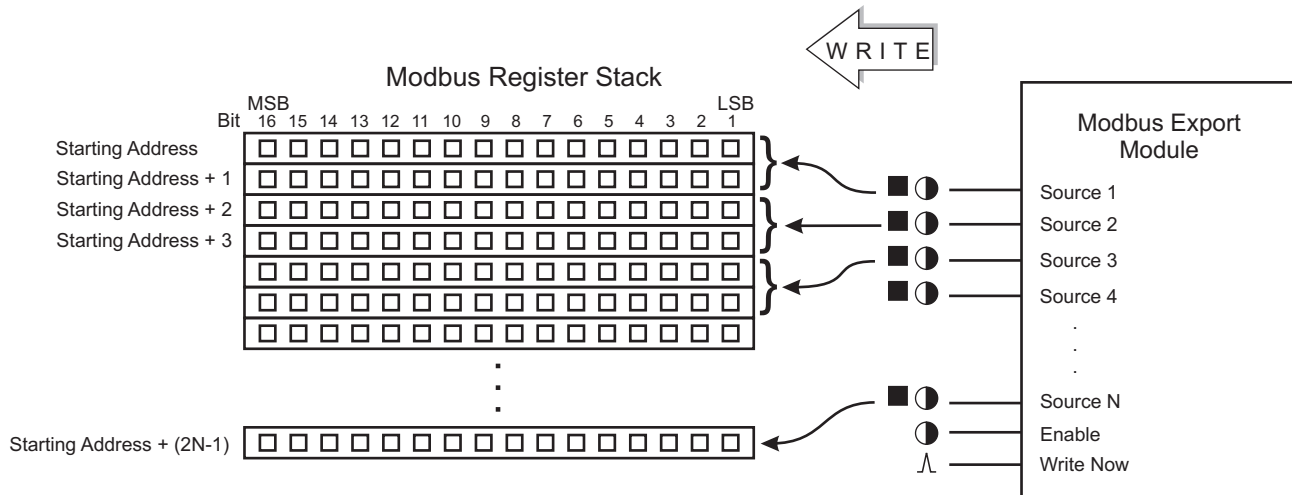 WRITE
Modbus Register Stack
MSB LSB
Bit 16 15 14 13 12 11 10 9 8 7 6 5 4 3 2 1
Modbus Export
Module
Starting Address
Starting Address + 1
Source 1
Starting Address + 2
Source 2
Starting Address + 3
Source 3
Source 4
Source N
Enable
Starting Address + (2N-1)
Write Now